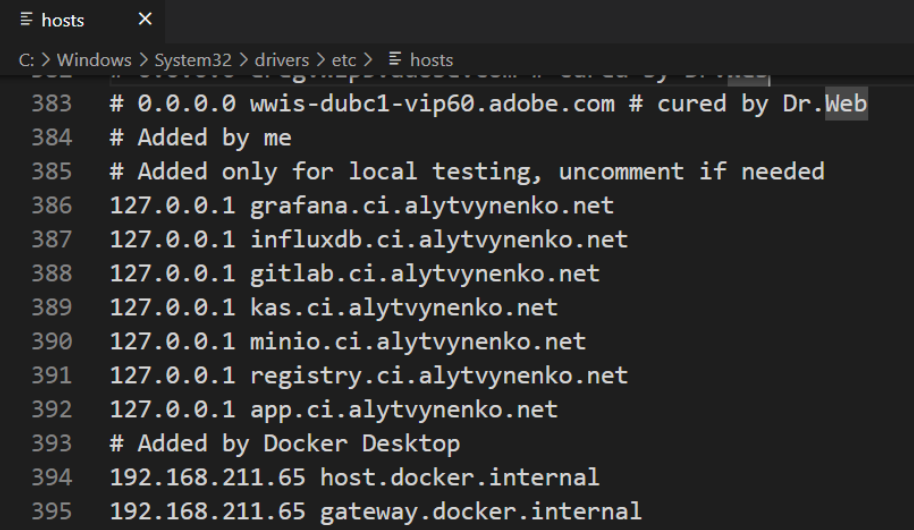 hosts
C: > Windows > System32 > drivers > etc > hosts
383 # 0.0.0.0 wwis-dubc1-vip60.adobe.com # cured by Dr.Web
384 # Added by me
385 # Added only for local testing, uncomment if needed
386 127.0.0.1 grafana.ci.alytvynenko.net
387 127.0.0.1 influxdb.ci.alytvynenko.net
388 127.0.0.1 gitlab.ci.alytvynenko.net
389 127.0.0.1 kas.ci.alytvynenko.net
390 127.0.0.1 minio.ci.alytvynenko.net
391 127.0.0.1 registry.ci.alytvynenko.net
392 127.0.0.1 app.ci.alytvynenko.net
393 # Added by Docker Desktop
394 192.168.211.65 host.docker.internal
395 192.168.211.65 gateway.docker.internal